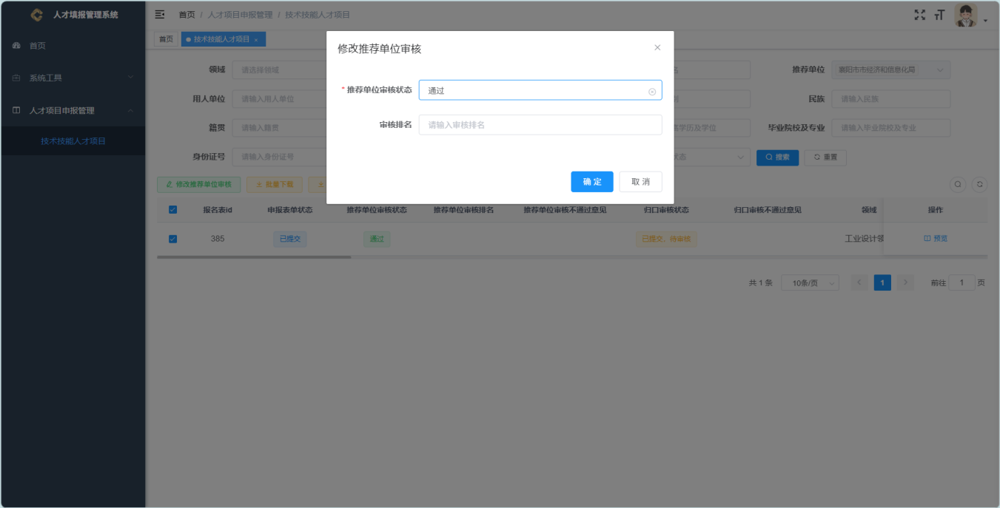 人才填报管理系统
首页 / 人才项目申报管理 / 技术技能人才项目
首页
系统工具
人才项目申报管理
技术技能人才项目
首页 技术技能人才项目 ×
修改推荐单位审核
* 推荐单位审核状态 通过
审核排名 请输入审核排名
确 定 取 消
领域 请选择领域 名 推荐单位 襄阳市市经济和信息化局
用人单位 请输入用人单位 别 民族 请输入民族
籍贯 请输入籍贯 高学历及学位 毕业院校及专业 请输入毕业院校及专业
身份证号 请输入身份证号 状态 搜索 重置
修改推荐单位审核 批量下载
报名表id 申报表单状态 推荐单位审核状态 推荐单位审核排名 推荐单位审核不通过意见 归口审核状态 归口审核不通过意见 领域 操作
385 已提交 通过 已提交、待审核 工业设计领 预览
共 1 条 10条/页 1 前往 1 页